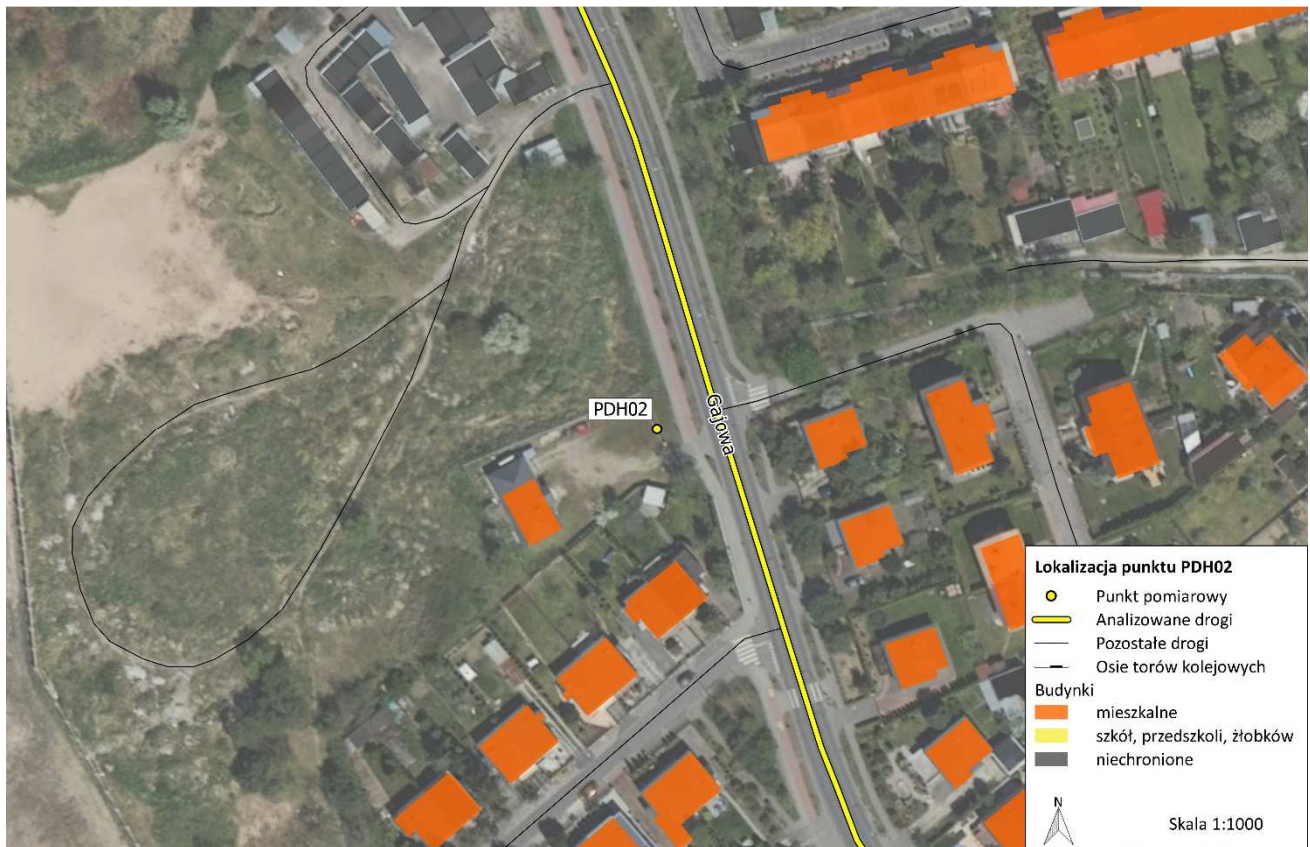 PDH02
Gajowa
Lokalizacja punktu PDH02
Punkt pomiarowy
Analizowane drogi
Pozostałe drogi
Osie torów kolejowych
Budynki
mieszkalne
szkół, przedszkoli, żłobków
niechronione
N
Skala 1:1000